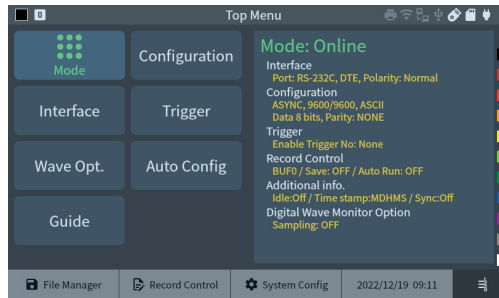 0
Top Menu
Mode
Configuration
Interface
Trigger
Wave Opt.
Auto Config
Guide
Mode: Online
Interface
Port: RS-232C, DTE, Polarity: Normal
Configuration
ASYNC, 9600/9600, ASCII
Data 8 bits, Parity: NONE
Trigger
Enable Trigger No: None
Record Control
BUF0 / Save: OFF / Auto Run: OFF
Additional info.
Idle:Off / Time stamp:MDHMS / Sync:Off
Digital Wave Monitor Option
Sampling: OFF
File Manager
Record Control
System Config
2022/12/19 09:11